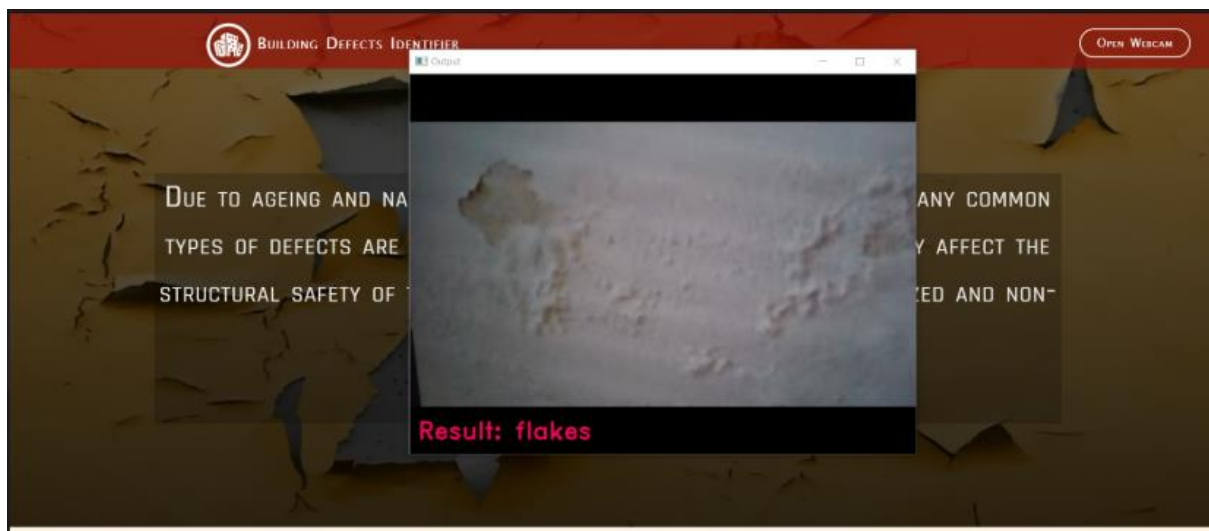 Building Defects Identifier
Open Webcam
Output
Due to ageing and na
any common
types of defects are
y affect the
structural safety of
zed and non-
Result: flakes